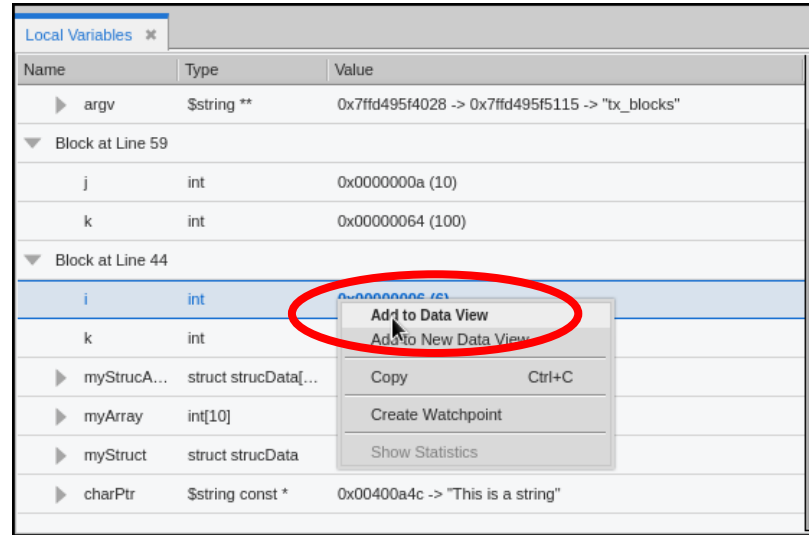 Local Variables
Name Type Value
argv $string ** 0x7ffd495f4028 -> 0x7ffd495f5115 -> "tx_blocks"
Block at Line 59
j int 0x0000000a (10)
k int 0x00000064 (100)
Block at Line 44
i int 0x00000006 (6)
Add to Data View
k int
Add to New Data View
myStrucA... struct strucData[...
Copy Ctrl+C
myArray int[10]
Create Watchpoint
myStruct struct strucData
Show Statistics
charPtr $string const * 0x00400a4c -> "This is a string"